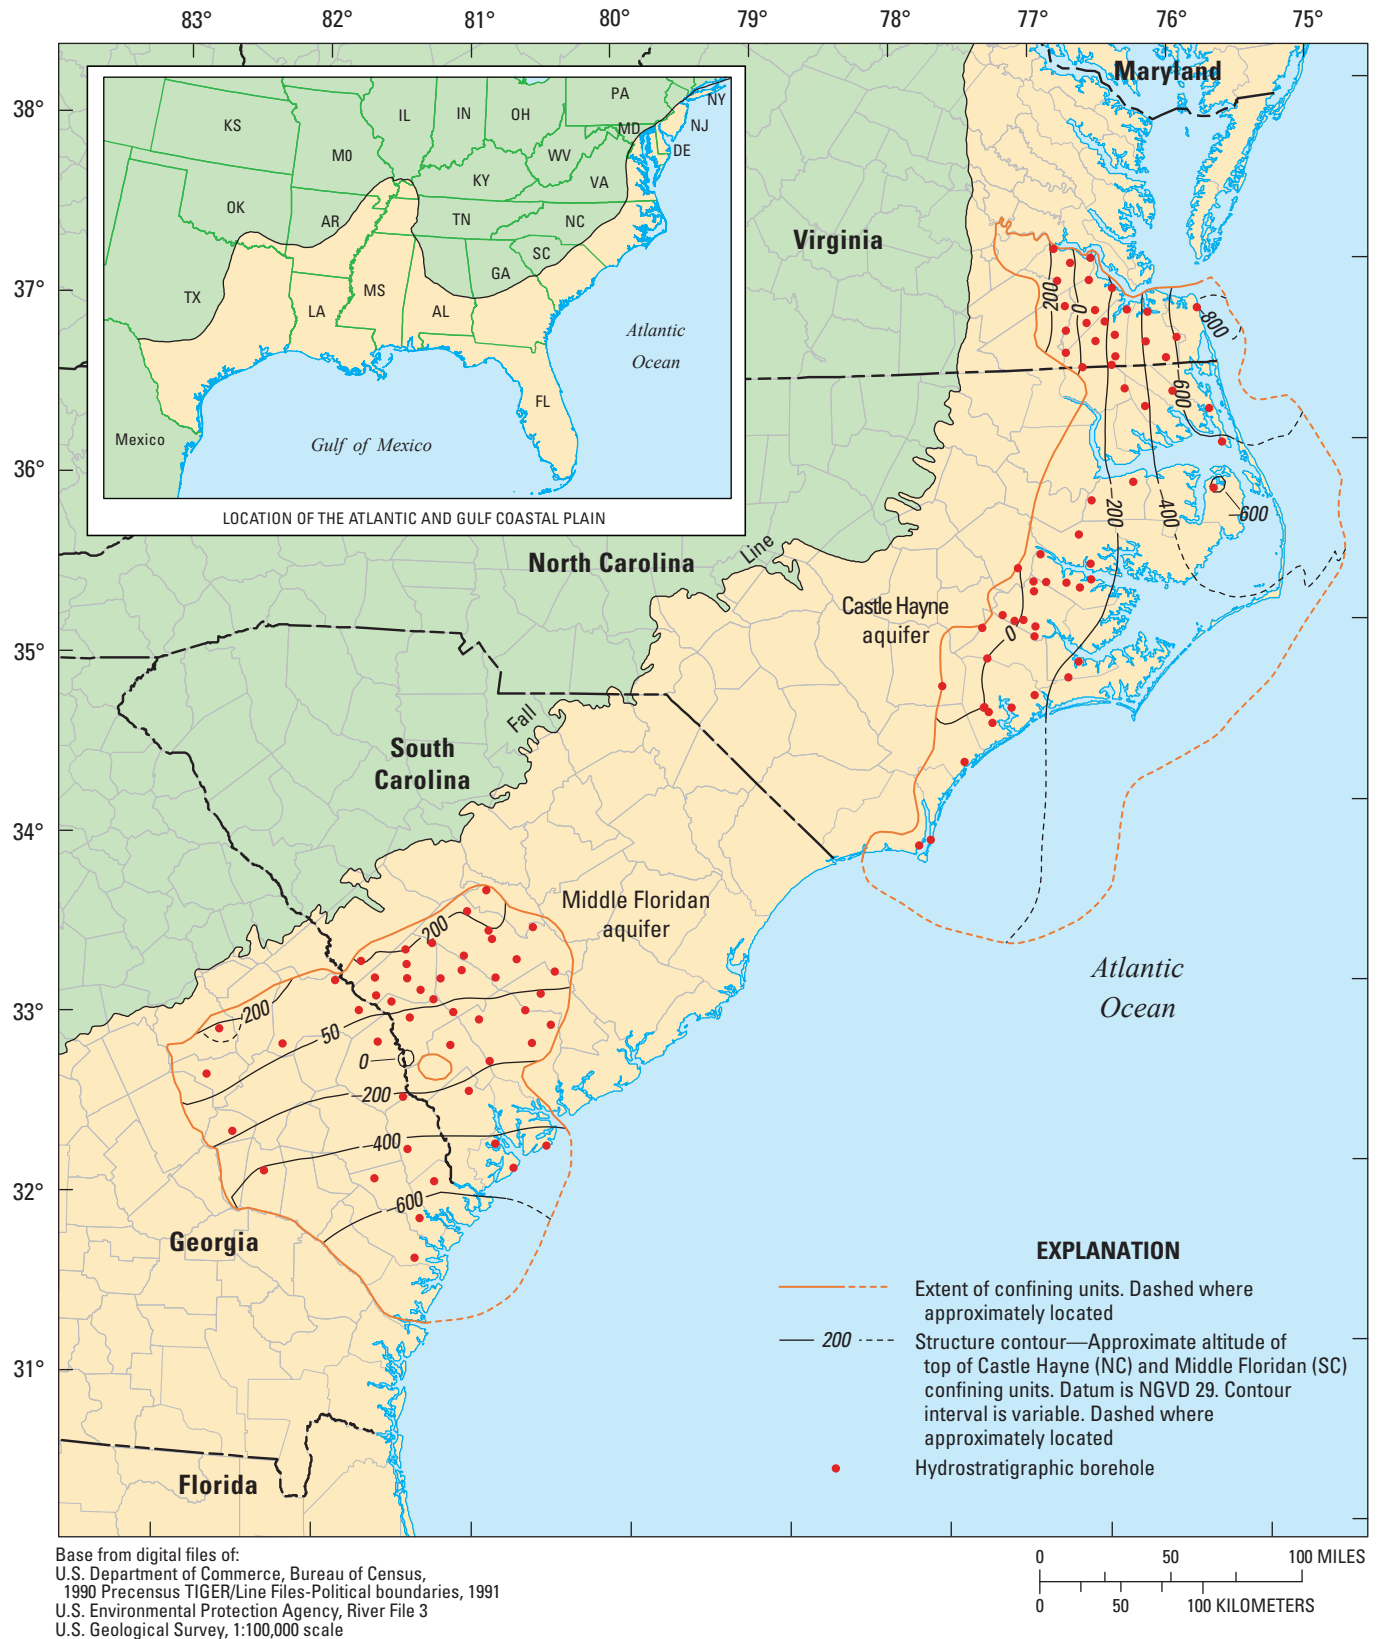 83° 82° 81° 80° 79° 78° 77° 76° 75°
38°
37°
36°
35°
34°
33°
32°
31°
KS
MO
IL
IN
OH
PA
NY
NJ
MD
DE
WV
VA
KY
OK
AR
TN
NC
SC
GA
TX
LA
MS
AL
FL
Mexico
Gulf of Mexico
Atlantic
Ocean
LOCATION OF THE ATLANTIC AND GULF COASTAL PLAIN
Maryland
Virginia
200
0
800
600
North Carolina
Line
200
400
–600
Castle Hayne
aquifer
0
South
Carolina
Fall
Middle Floridan
aquifer
200
200
50
0
–200
–400
–600
Atlantic
Ocean
Georgia
Florida
EXPLANATION
Extent of confining units. Dashed where
approximately located
200
Structure contour—Approximate altitude of
top of Castle Hayne (NC) and Middle Floridan (SC)
confining units. Datum is NGVD 29. Contour
interval is variable. Dashed where
approximately located
Hydrostratigraphic borehole
Base from digital files of:
U.S. Department of Commerce, Bureau of Census,
1990 Precensus TIGER/Line Files-Political boundaries, 1991
U.S. Environmental Protection Agency, River File 3
U.S. Geological Survey, 1:100,000 scale
0 50 100 MILES
0 50 100 KILOMETERS